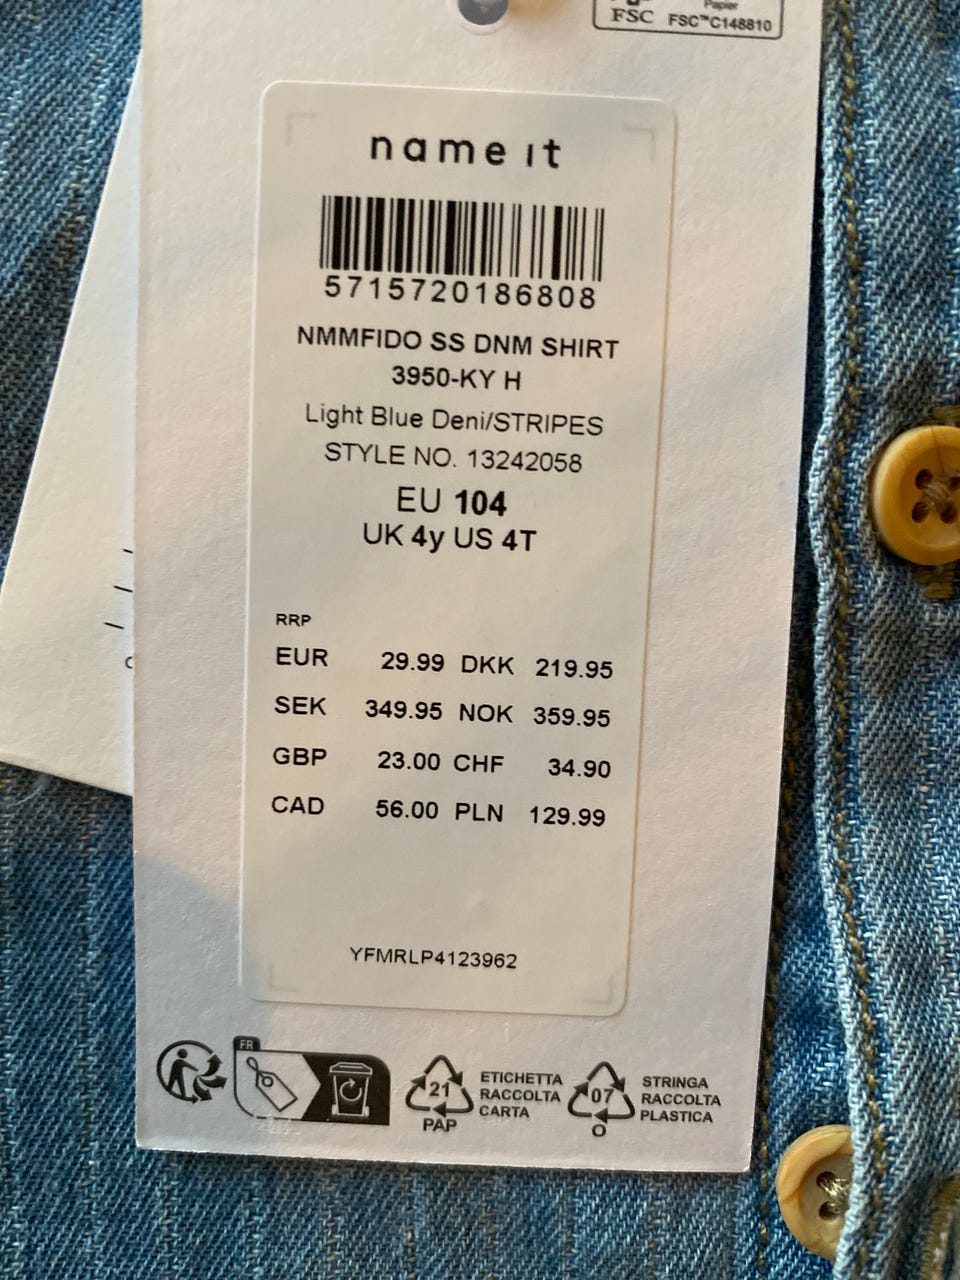 Papier
FSC FSC™C148810
name it
5715720186808
NMMFIDO SS DNM SHIRT
3950-KY H
Light Blue Deni/STRIPES
STYLE NO. 13242058
EU 104
UK 4y US 4T
RRP
EUR 29.99 DKK 219.95
SEK 349.95 NOK 359.95
GBP 23.00 CHF 34.90
CAD 56.00 PLN 129.99
YFMRLP4123962
FR
21
PAP
ETICHETTA
RACCOLTA
CARTA
07
O
STRINGA
RACCOLTA
PLASTICA